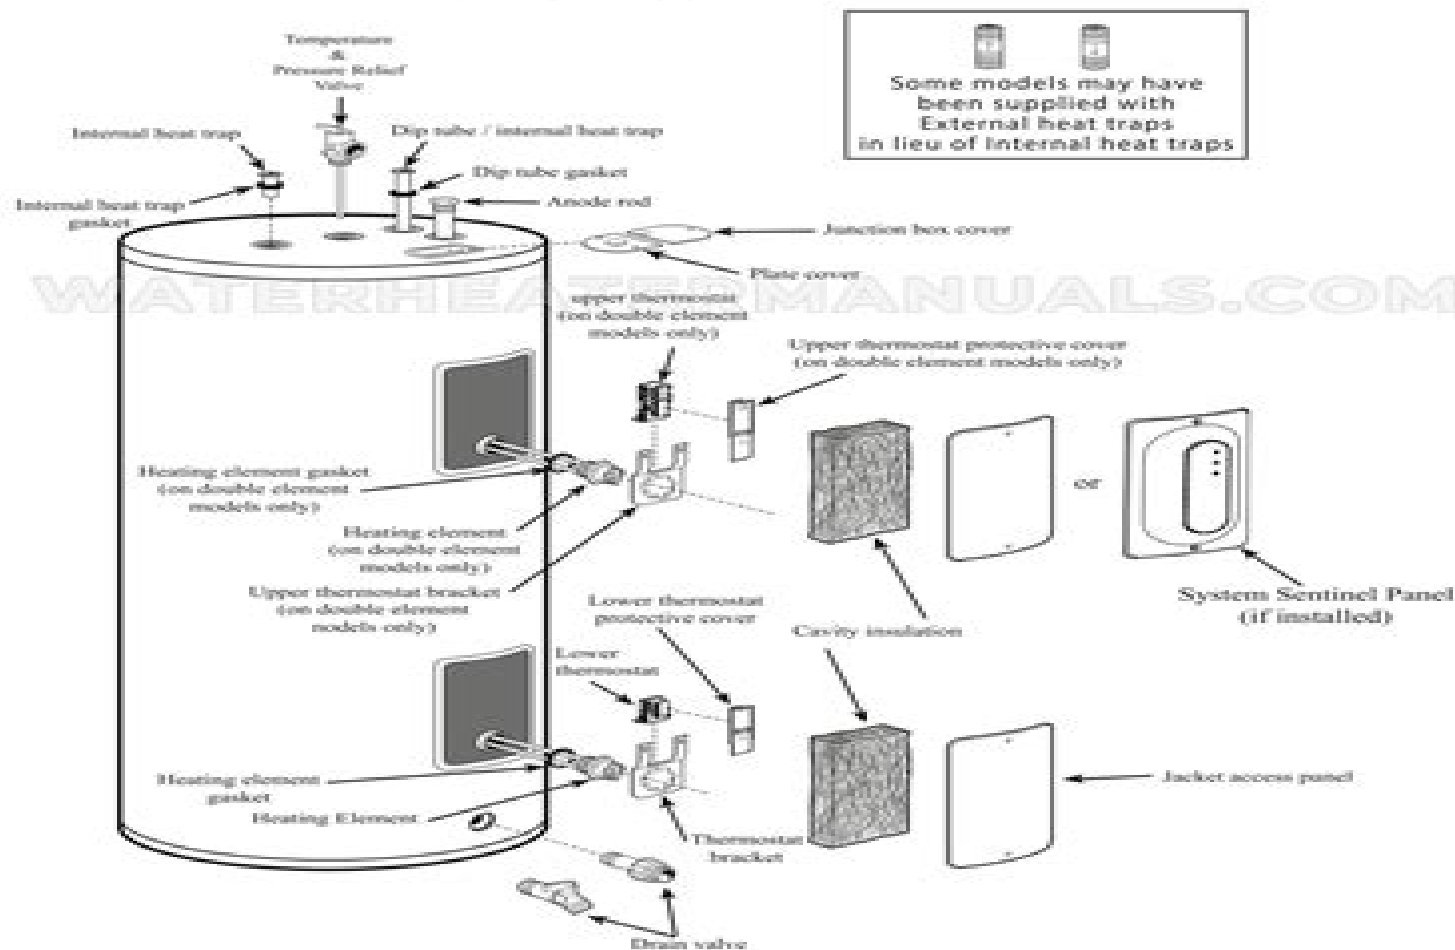 Temperature
&
Pressure Relief
Valve
Internal heat trap
Dip tube / internal heat trap
Dip tube gasket
Anode rod
Internal heat trap
gasket
Some models may have
been supplied with
External heat traps
in lieu of Internal heat traps
Junction box cover
Plate cover
WATERHEATERMANUALS.COM
upper thermostat
(on double element
models only)
Upper thermostat protective cover
(on double element models only)
Heating element gasket
(on double element
models only)
or
Heating element
(on double element
models only)
Upper thermostat bracket
(on double element
models only)
Lower thermostat
protective cover
Cavity insulation
System Sentinel Panel
(if installed)
Lower
thermostat
Heating element
gasket
Heating Element
Jacket access panel
Thermostat
bracket
Drain valve